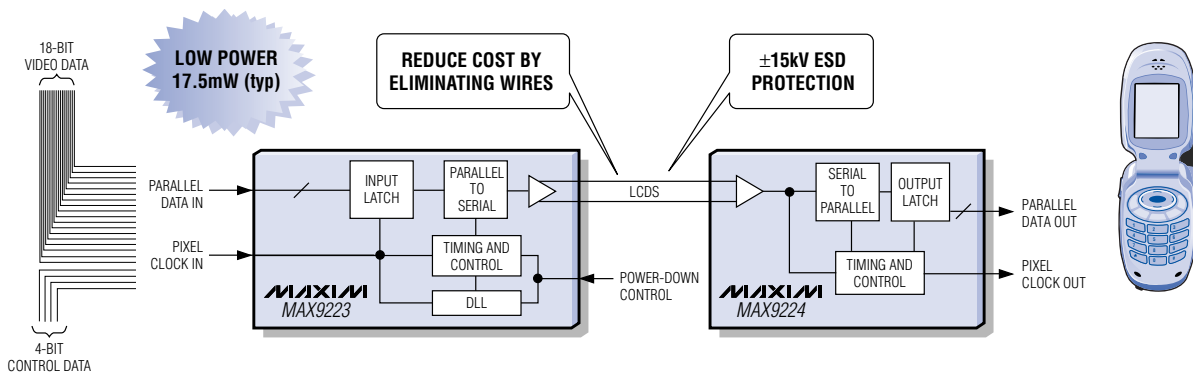 18-BIT
VIDEO DATA
LOW POWER
17.5mW (typ)
REDUCE COST BY
ELIMINATING WIRES
±15kV ESD
PROTECTION
PARALLEL
DATA IN
PIXEL
CLOCK IN
4-BIT
CONTROL DATA
INPUT
LATCH
PARALLEL
TO
SERIAL
TIMING AND
CONTROL
DLL
MAXIM
MAX9223
POWER-DOWN
CONTROL
LCDS
SERIAL
TO
PARALLEL
OUTPUT
LATCH
TIMING AND
CONTROL
MAXIM
MAX9224
PARALLEL
DATA OUT
PIXEL
CLOCK OUT